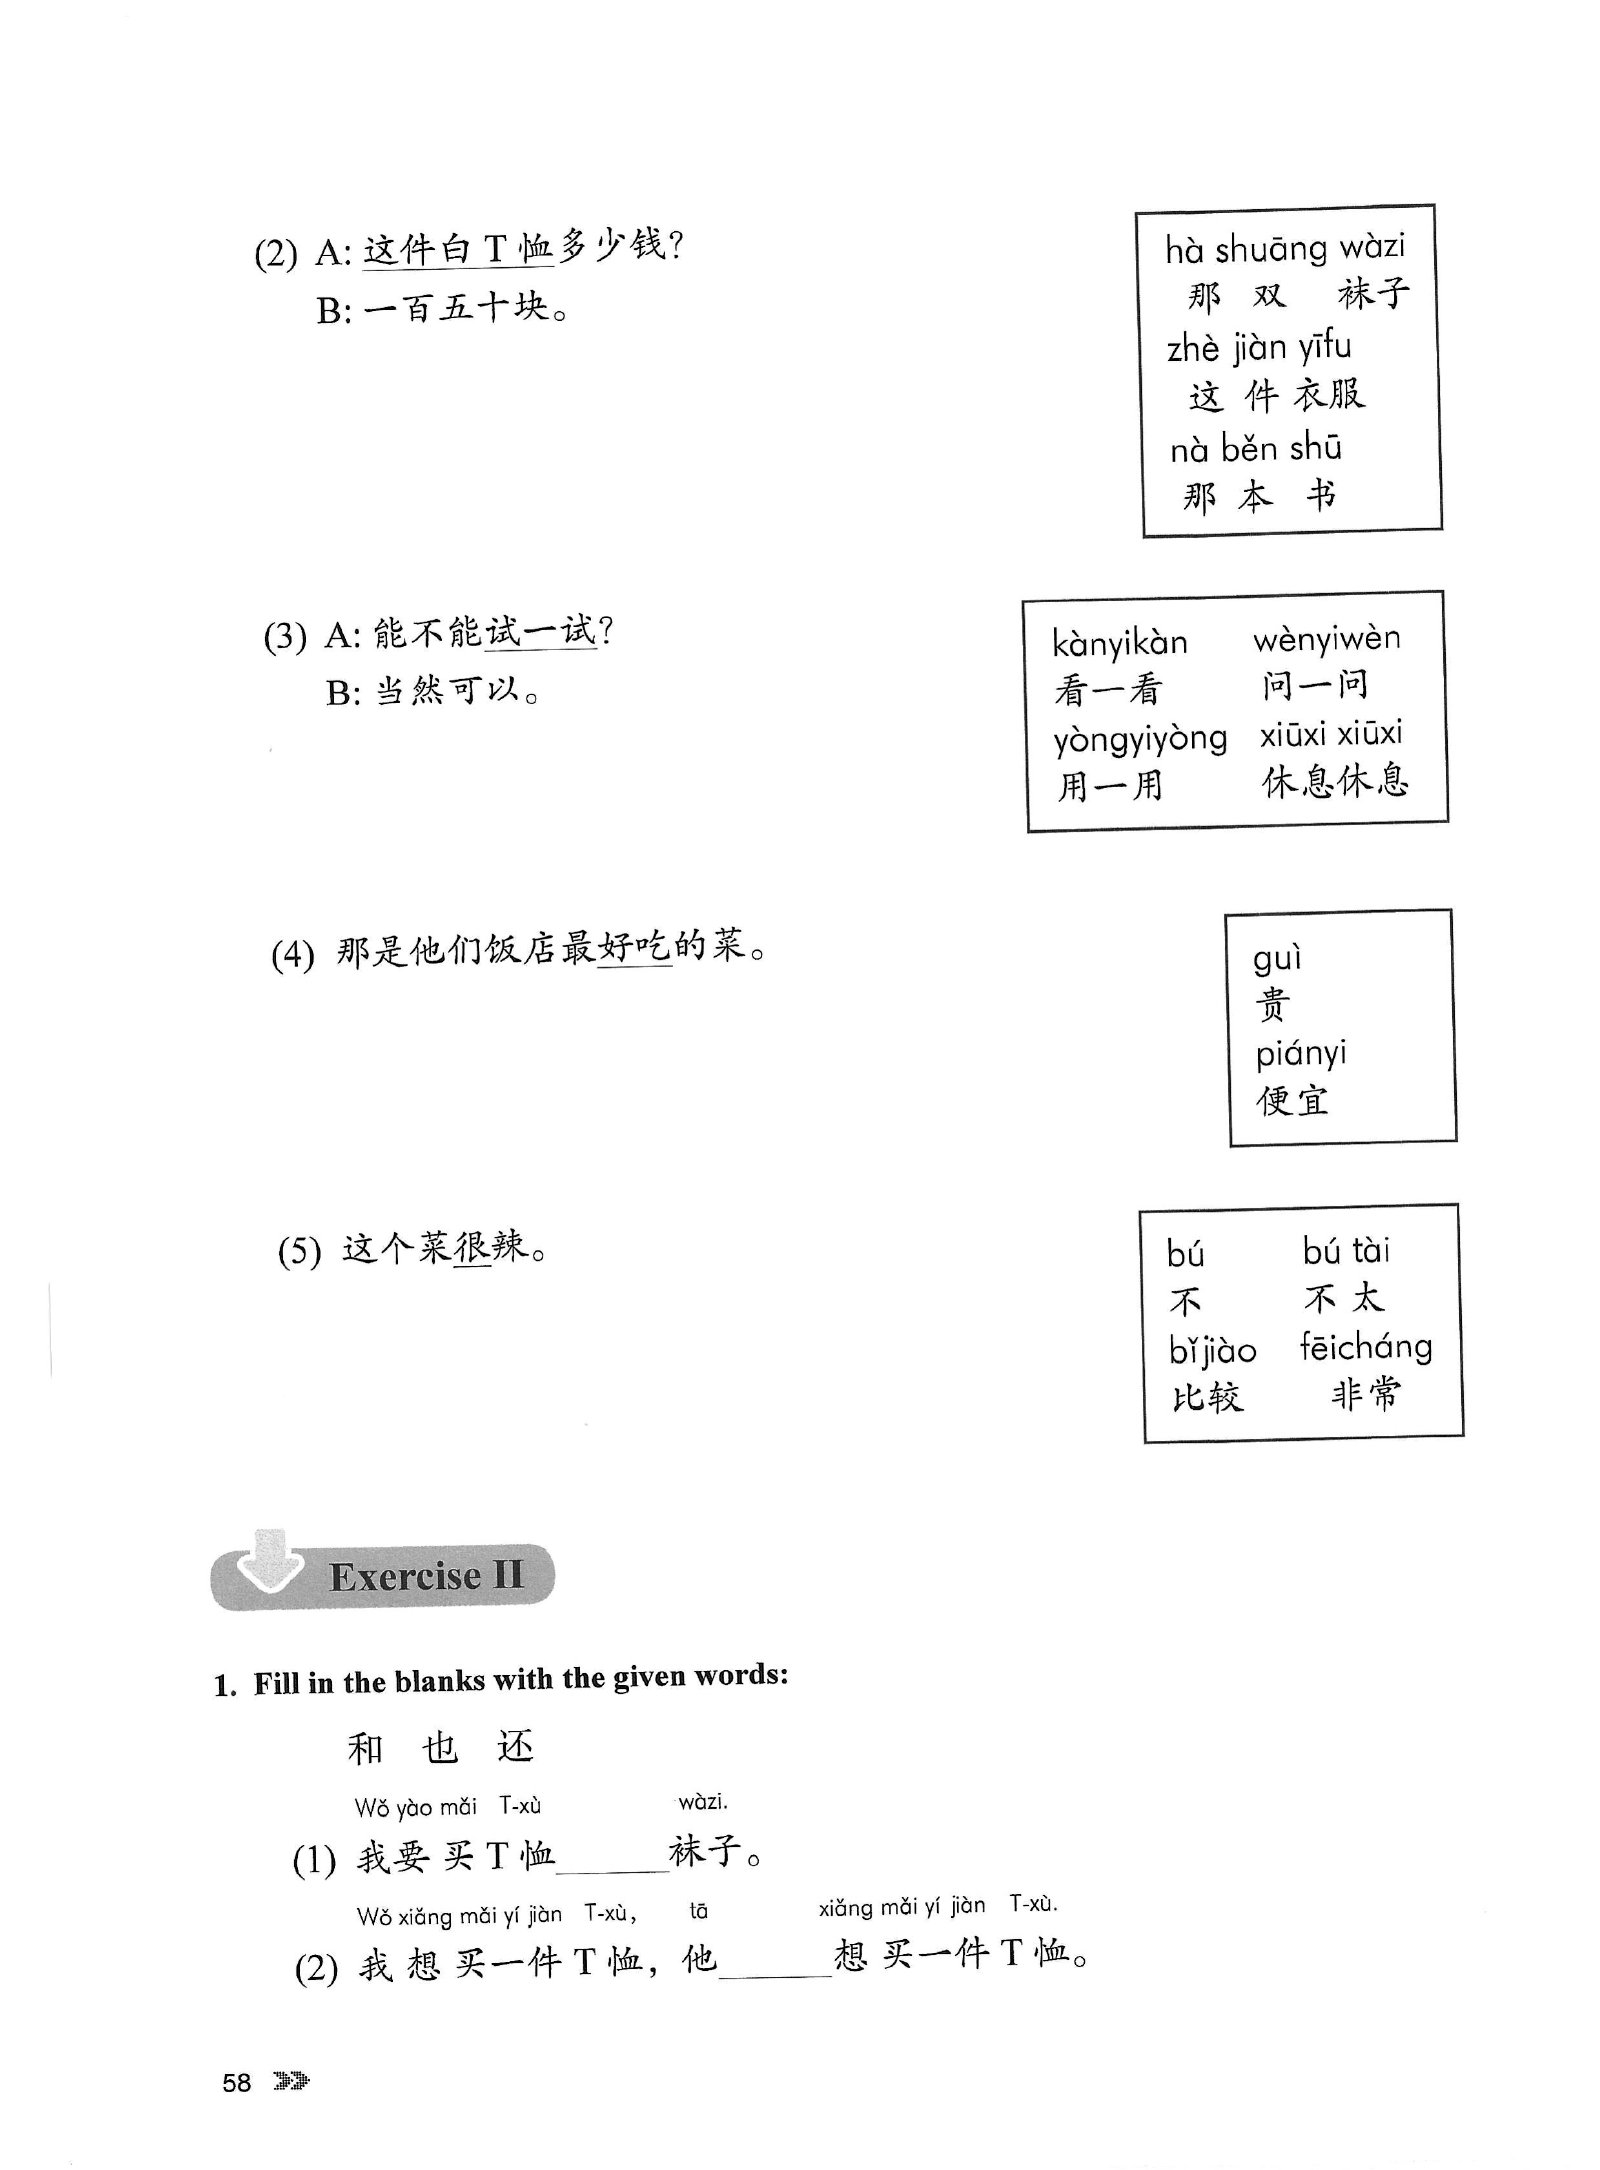 (2) A: 这件白 T 恤多少钱?
B: 一百五十块。
hà shuāng wàzi
那 双 袜子
zhè jiàn yīfu
这 件 衣服
nà běn shū
那 本 书
(3) A: 能不能试一试?
B: 当然可以。
kànyikàn wènyiwèn
看一看 问一问
yòngyiyòng xiūxi xiūxi
用一用 休息休息
(4) 那是他们饭店最好吃的菜。
guì
贵
piányi
便宜
(5) 这个菜很辣。
bú bú tài
不 不 太
bǐjiào fēicháng
比较 非常
Exercise II
1. Fill in the blanks with the given words:
和 也 还
Wǒ yào mǎi T-xù wàzi.
(1) 我要 买 T 恤______袜子。
Wǒ xiǎng mǎi yí jiàn T-xù, tā xiǎng mǎi yí jiàn T-xù.
(2) 我 想 买一件 T 恤，他______想 买一件 T 恤。
58